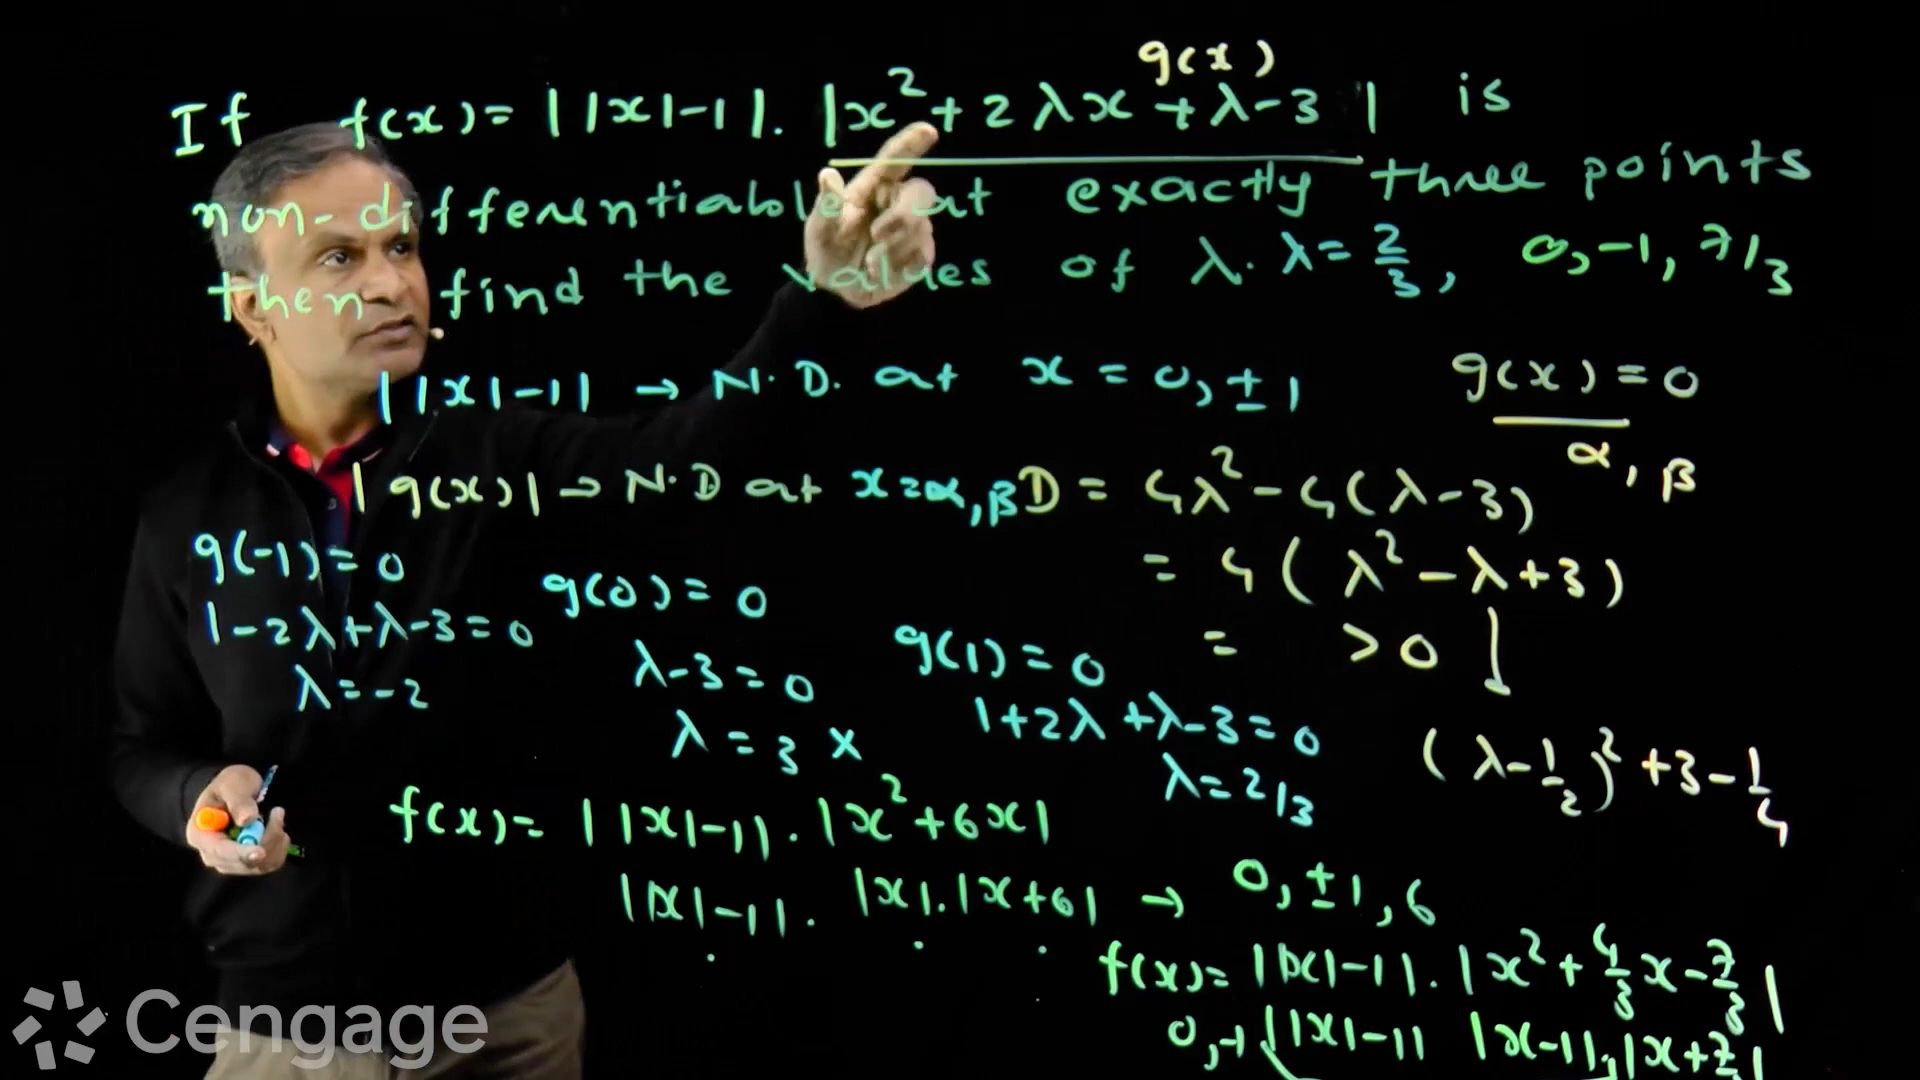 g(x)
If f(x) = ||x|-1|. |x² + 2λx + λ-3| is
non-differentiable at exactly three points
then find the values of λ. λ = 2/3, 0, -1, 7/3
||x|-1| → N.D. at x = 0, ±1
g(x) = 0
α, β
|g(x)| → N.D at x=α, β
D = 4λ² - 4(λ-3)
= 4(λ² - λ + 3)
= >0
(λ - 1/2)² + 3 - 1/4
g(-1) = 0
1-2λ+λ-3=0
λ = -2
g(0) = 0
λ-3 = 0
λ = 3 ×
g(1) = 0
1+2λ+λ-3=0
λ = 2/3
f(x) = ||x|-1|. |x²+6x|
||x|-1|. |x|.|x+6| → 0, ±1, 6
f(x) = ||x|-1|. |x² + 4/3 x - 7/3|
0, -1 ||x|-1| |x-1|. |x+7/3|
Cengage